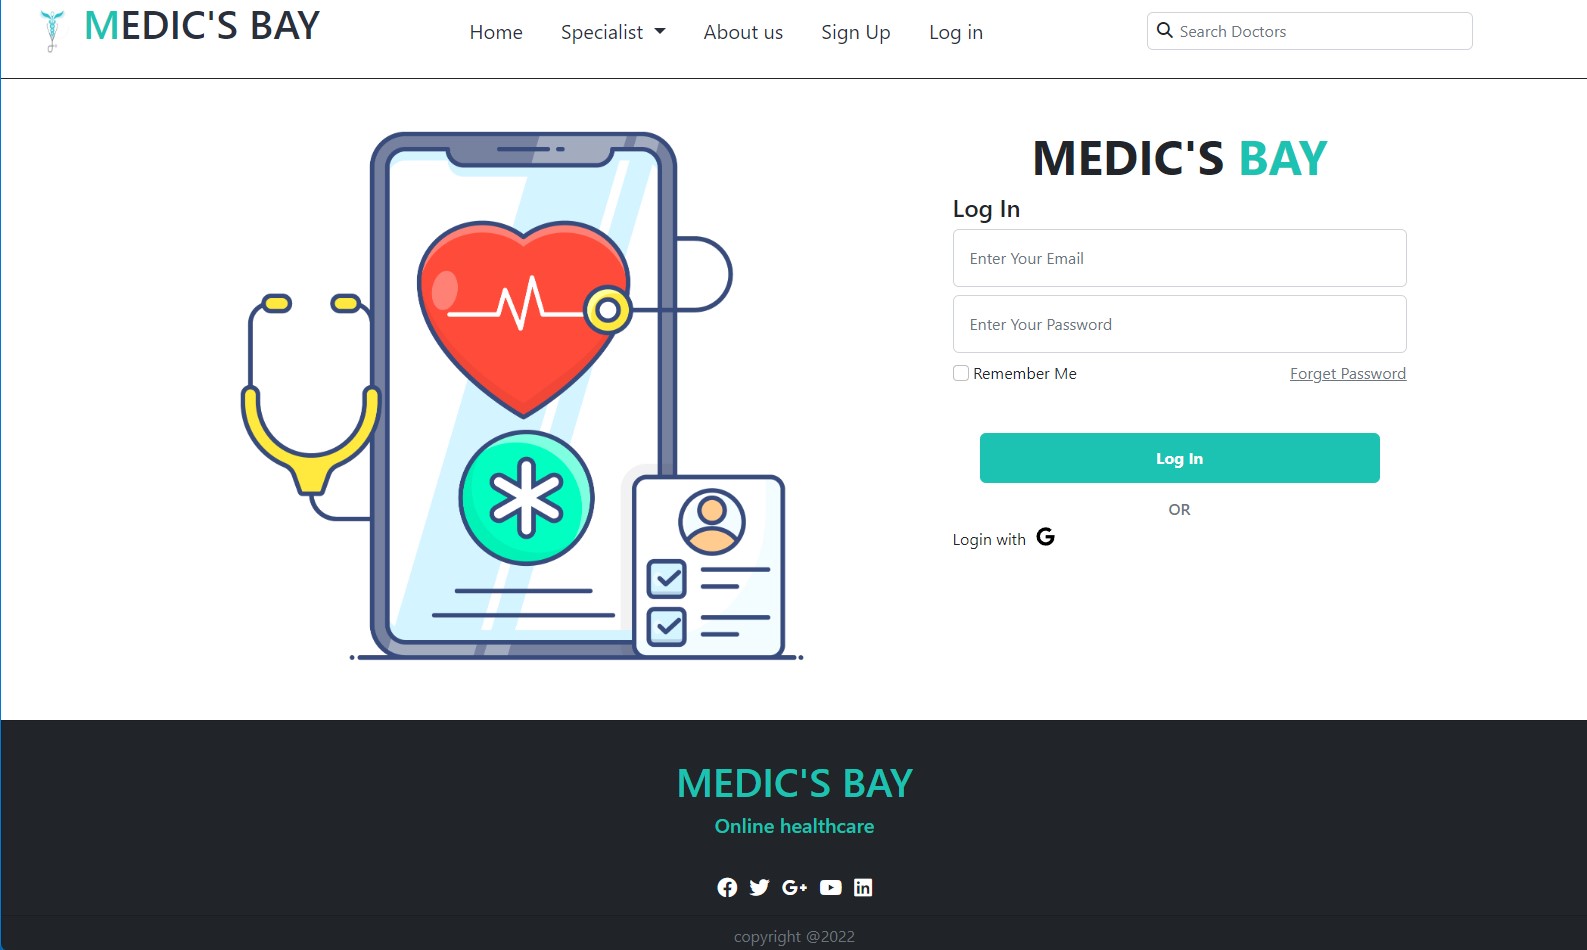 MEDIC'S BAY
Home Specialist About us Sign Up Log in
Search Doctors
MEDIC'S BAY
Log In
Enter Your Email
Enter Your Password
Remember Me Forget Password
Log In
OR
Login with G
MEDIC'S BAY
Online healthcare
copyright @2022